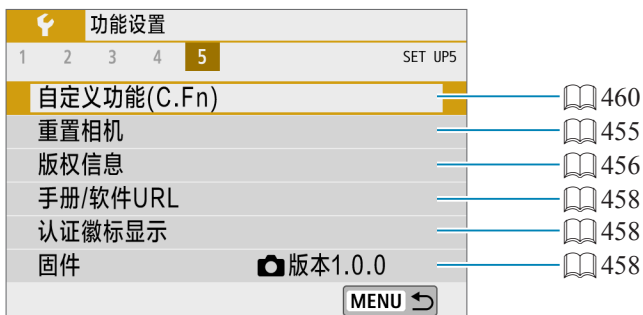 功能设置
1 2 3 4 5 SET UP5
自定义功能(C.Fn) 460
重置相机 455
版权信息 456
手册/软件URL 458
认证徽标显示 458
固件 版本1.0.0 458
MENU